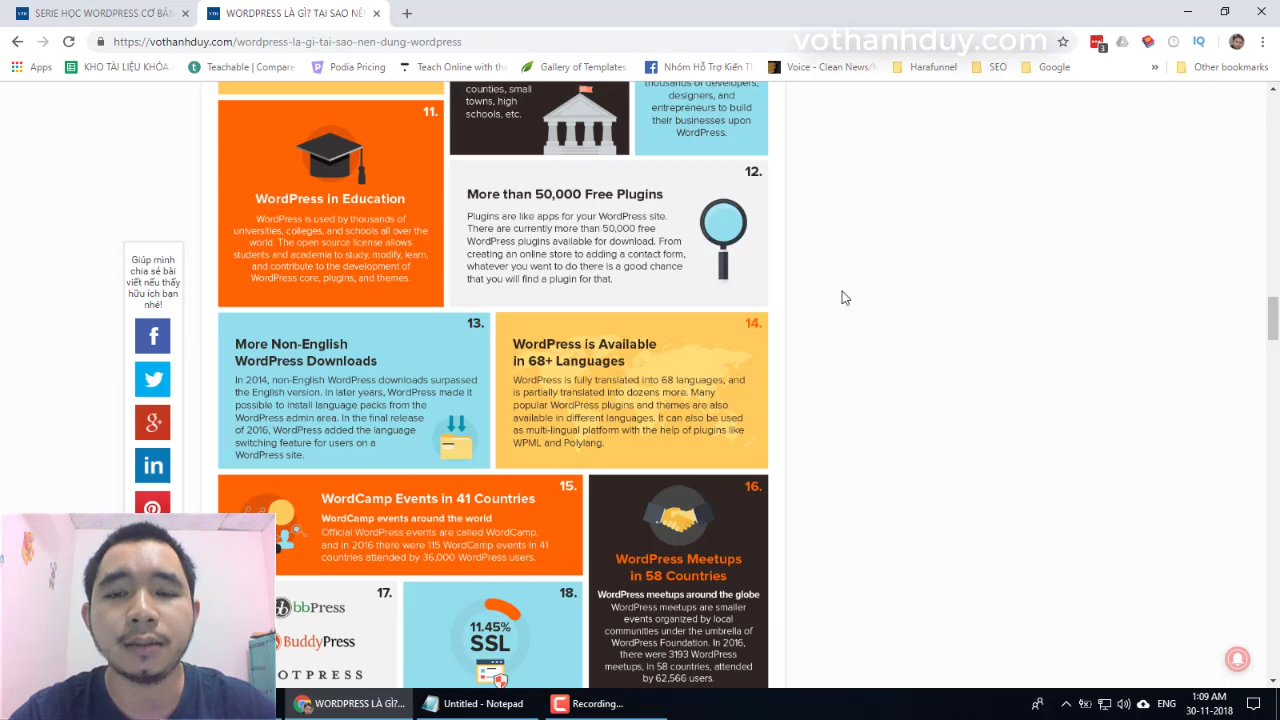 SERIE HỌC WORDPRESS CƠ BẢN
WORDPRESS LÀ GÌ? TẠI SAO NÊ
https://vothanhduy.com/wordpress-la-gi-tai-sao-nen-dung-wordpress
vothanhduy.com
3
IQ
Apps
KHO TÀI LIỆU KHÓA
Teachable | Compare
Podia Pricing
Teach Online with the
Gallery of Templates
Nhóm Hỗ Trợ Kiến Th
Voice - Clean News/M
Harafunnel
SEO
Google
»
Other bookmarks
counties, small
towns, high
schools, etc.
thousands of developers,
designers, and
entrepreneurs to build
their businesses upon
WordPress.
11.
WordPress in Education
WordPress is used by thousands of
universities, colleges, and schools all over the
world. The open source license allows
students and academia to study, modify, learn,
and contribute to the development of
WordPress core, plugins, and themes.
12.
More than 50,000 Free Plugins
Plugins are like apps for your WordPress site.
There are currently more than 50,000 free
WordPress plugins available for download. From
creating an online store to adding a contact form,
whatever you want to do there is a good chance
that you will find a plugin for that.
Giúp mình
chia sẻ bài
viết nếu thấy
hữu ích bạn
nhé!
13.
More Non-English
WordPress Downloads
In 2014, non-English WordPress downloads surpassed
the English version. In later years, WordPress made it
possible to install language packs from the
WordPress admin area. In the final release
of 2016, WordPress added the language
switching feature for users on a
WordPress site.
14.
WordPress is Available
in 68+ Languages
WordPress is fully translated into 68 languages, and
is partially translated into dozens more. Many
popular WordPress plugins and themes are also
available in different languages. It can also be used
as multi-lingual platform with the help of plugins like
WPML and Polylang.
15.
WordCamp Events in 41 Countries
WordCamp events around the world
Official WordPress events are called WordCamp,
and in 2016 there were 115 WordCamp events in 41
countries attended by 36,000 WordPress users.
16.
WordPress Meetups
in 58 Countries
WordPress meetups around the globe
WordPress meetups are smaller
events organized by local
communities under the umbrella of
WordPress Foundation. In 2016,
there were 3193 WordPress
meetups, in 58 countries, attended
by 62,566 users.
17.
bbPress
BuddyPress
OTPRESS
18.
11.45%
SSL
WORDPRESS LÀ GÌ?...
Untitled - Notepad
Recording...
ENG
1:09 AM
30-11-2018